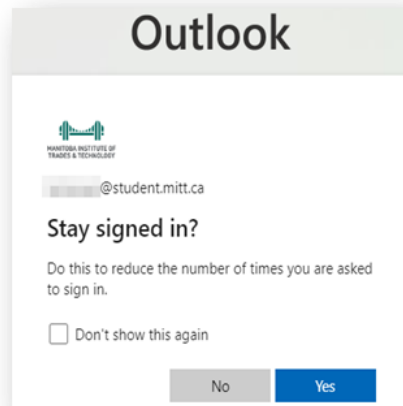 Outlook
MANITOBA INSTITUTE OF
TRADES & TECHNOLOGY
@student.mitt.ca
Stay signed in?
Do this to reduce the number of times you are asked
to sign in.
Don't show this again
No
Yes